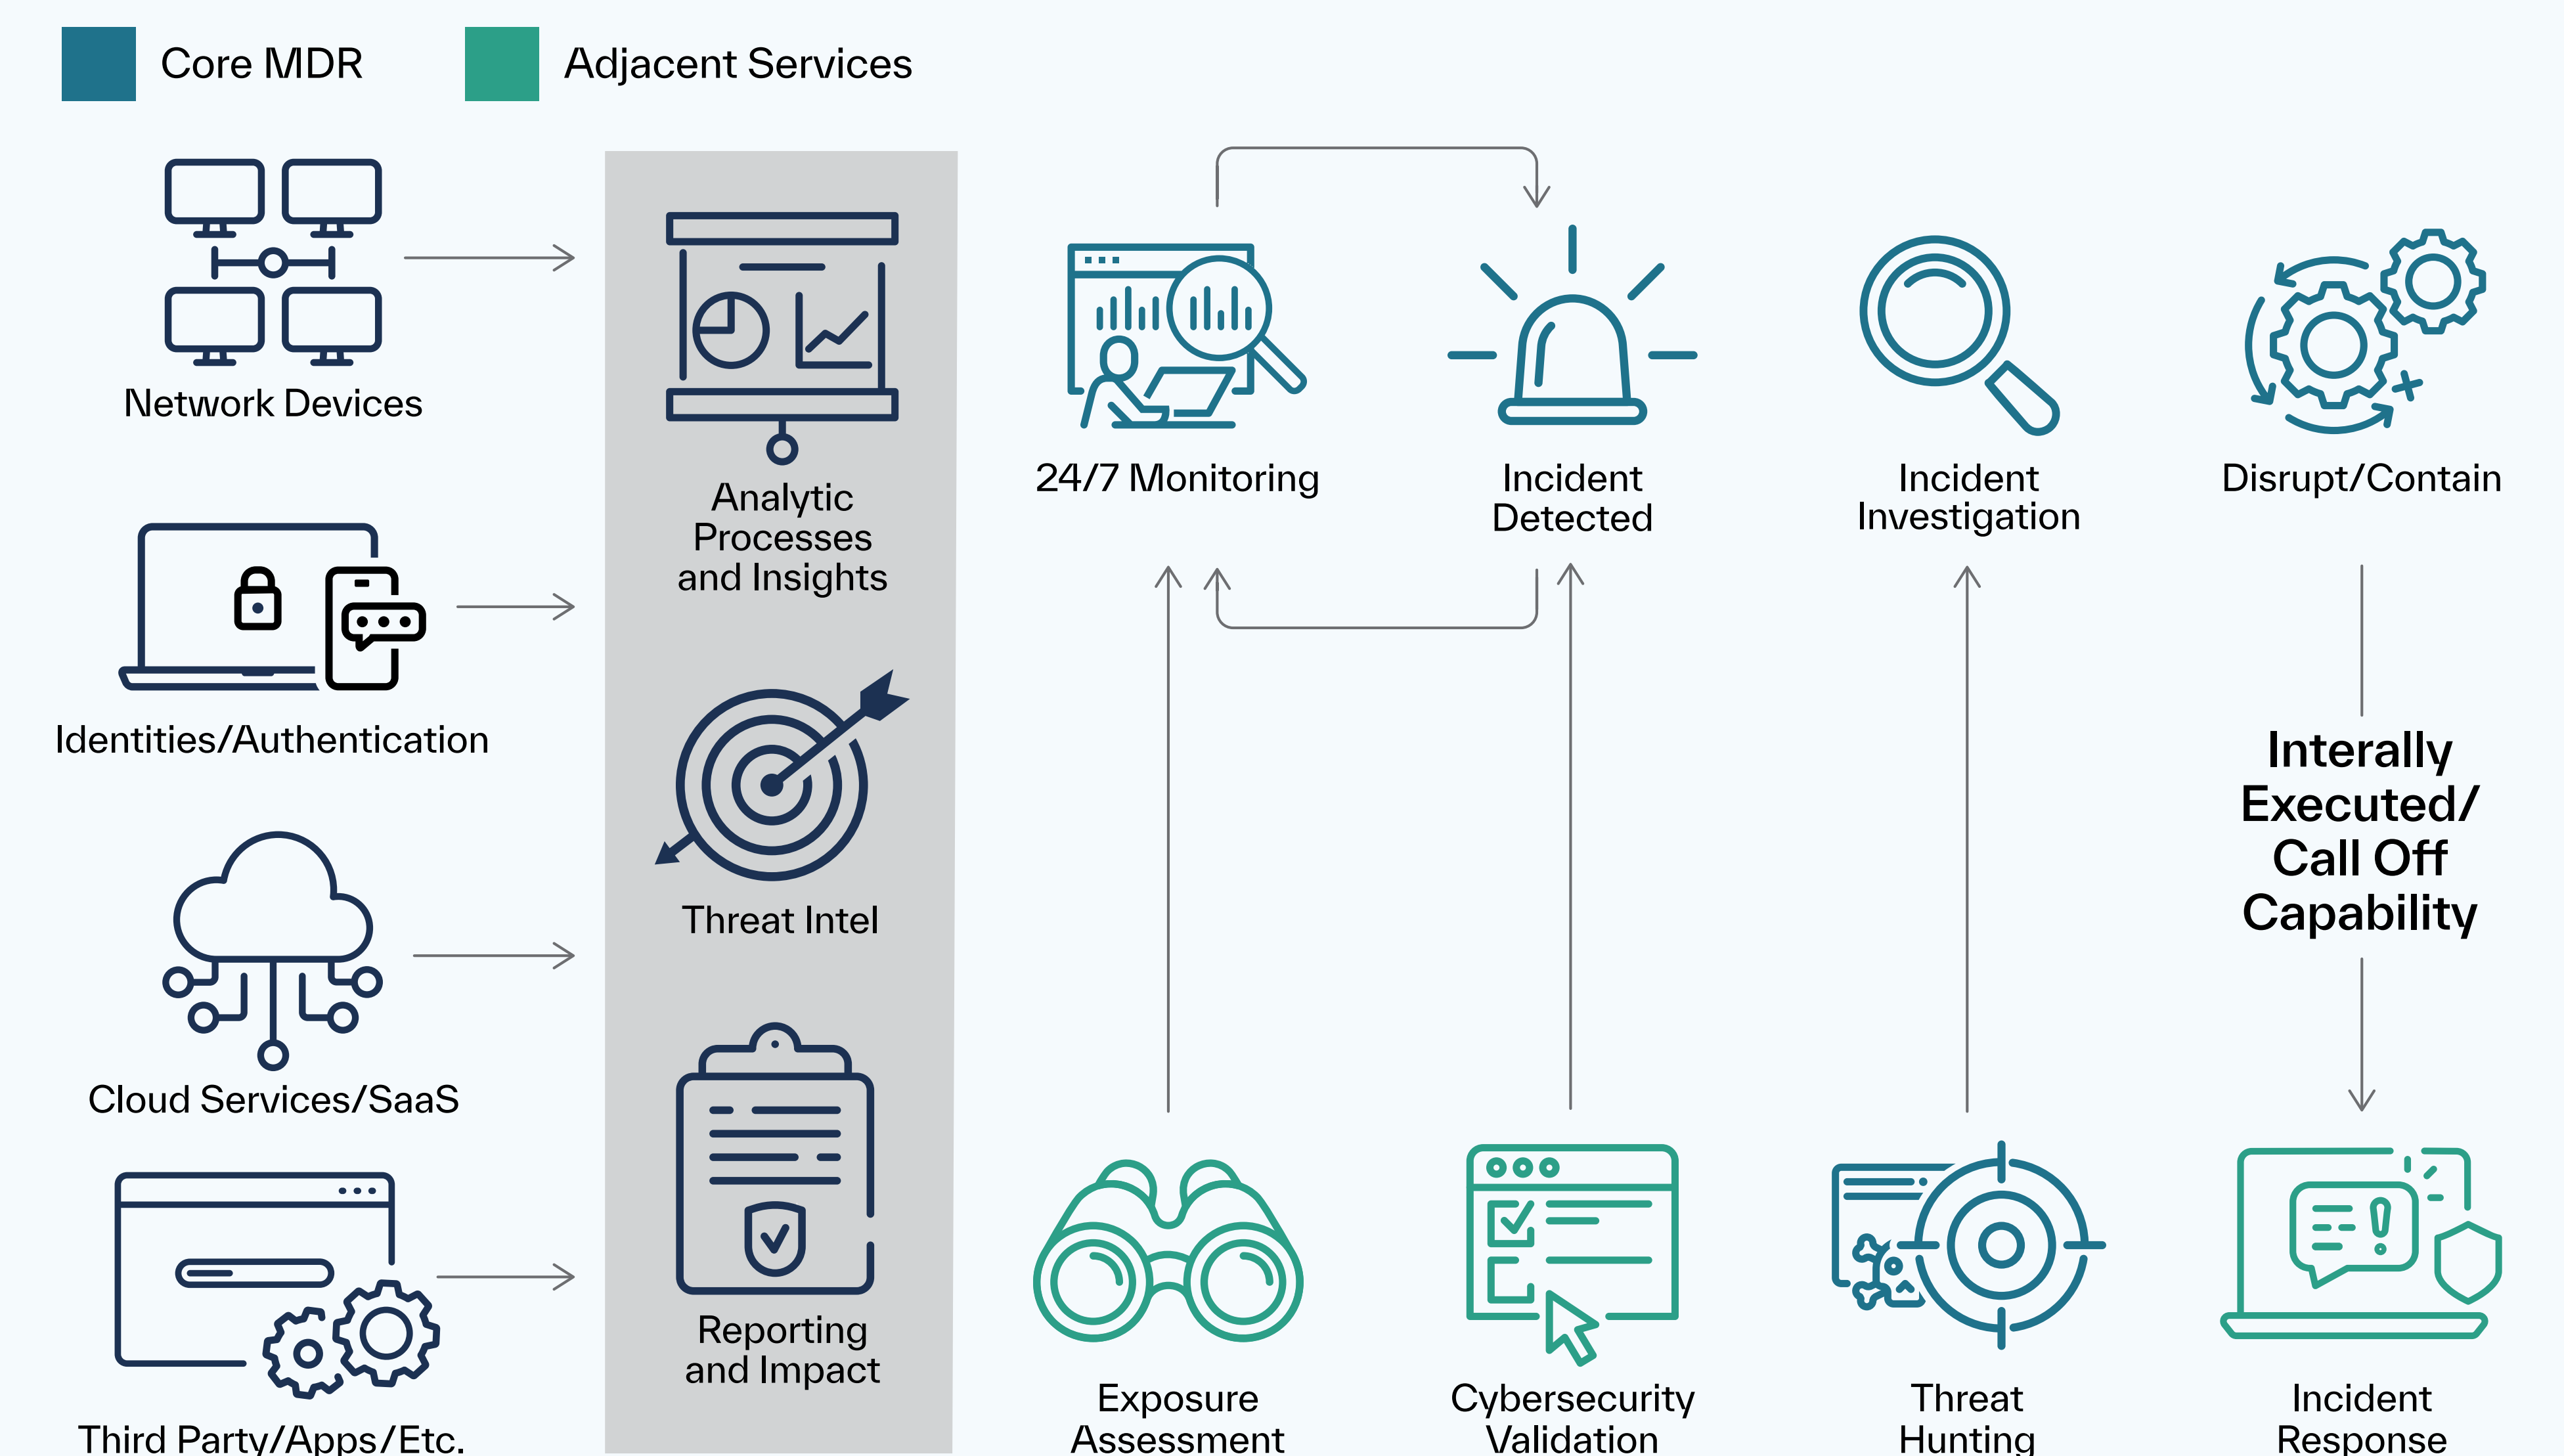 Core MDR
Adjacent Services
Network Devices
Identities/Authentication
Cloud Services/SaaS
Third Party/Apps/Etc.
Analytic
Processes
and Insights
Threat Intel
Reporting
and Impact
24/7 Monitoring
Incident
Detected
Incident
Investigation
Disrupt/Contain
Interally
Executed/
Call Off
Capability
Exposure
Assessment
Cybersecurity
Validation
Threat
Hunting
Incident
Response